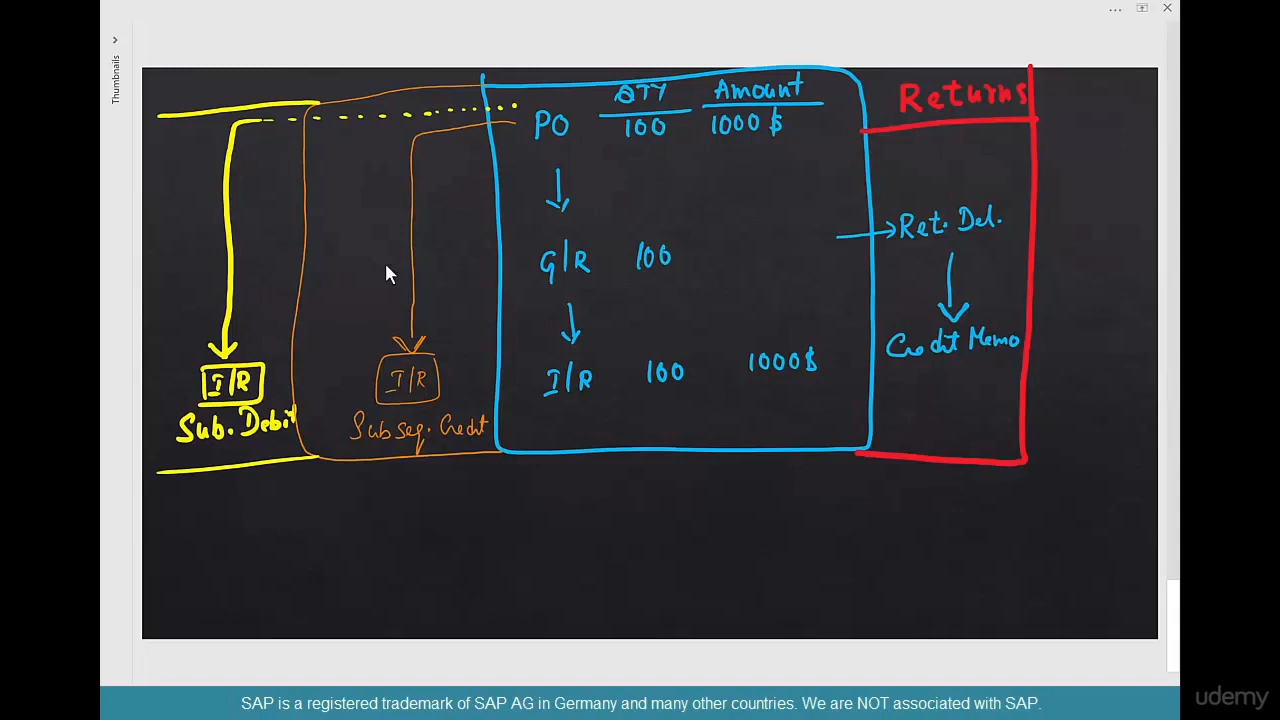 Thumbnails
QTY Amount Returns
PO 100 1000 $
Ret. Del.
G/R 100
Credit Memo
I/R I/R I/R 100 1000$
Sub. Debit Subseq. Credit
SAP is a registered trademark of SAP AG in Germany and many other countries. We are NOT associated with SAP.
udemy